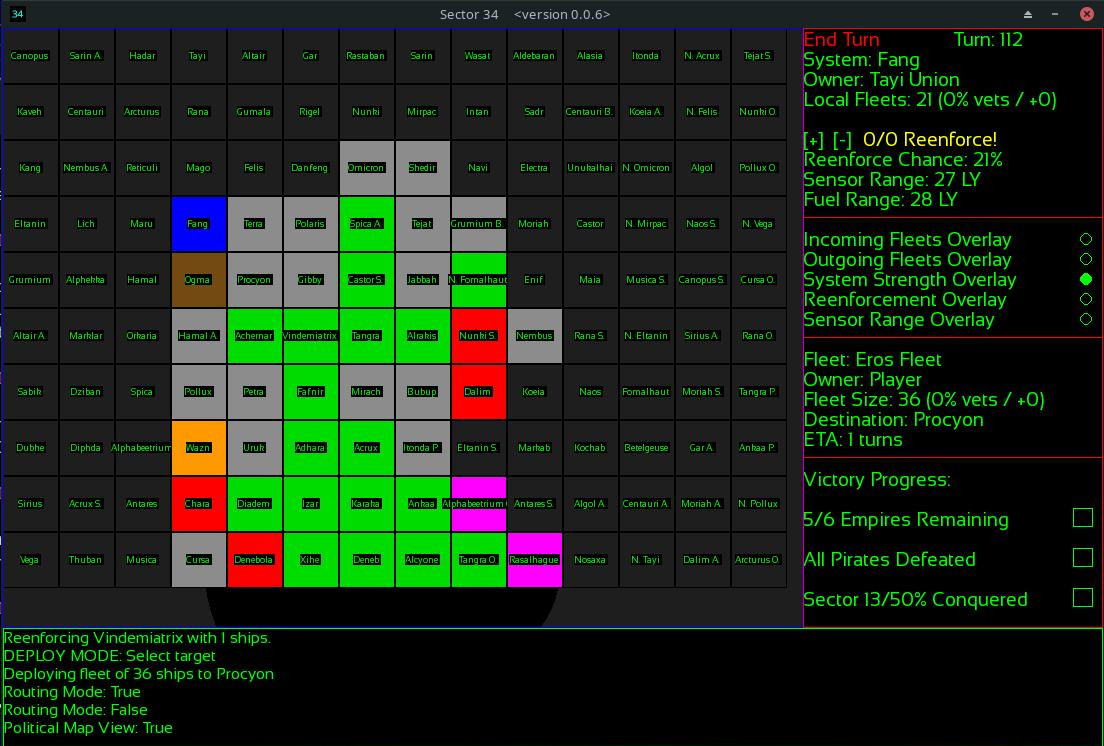 34
Sector 34 <version 0.0.6>
Canopus Sarin A. Hadar Tayi Altair Gar Rastaban Sarin Wasat Aldebaran Alasia Itonda N. Acrux Tejat S.
Kaveh Centauri Arcturus Rana Gumala Rigel Nunki Mirpac Intan Sadr Centauri B. Koeia A. N. Felis Nunki O.
Kang Nembus A. Reticuli Mago Felis Danfeng Omicron Shedir Navi Electra Unukalhai N. Omicron Algol Pollux O.
Eltanin Lich Maru Fang Terra Polaris Spica A. Tejat Grumium B. Moriah Castor N. Mirpac Naos S. N. Vega
Grumium Alphekka Hamal Ogma Procyon Gibby Castor S. Jabbah N. Fomalhaut Enif Maia Musica S. Canopus S. Cursa O.
Altair A. Marklar Orkaria Hamal A. Achernar Vindemiatrix Tangra Alrakis Nunki S. Nembus Rana S. N. Eltanin Sirius A. Rana O.
Sabik Dziban Spica Pollux Petra Fafnir Mirach Bubup Dalim Koeia Naos Fomalhaut Moriah S. Tangra P.
Dubhe Diphda Alphabeetrium Wazn Uruk Adhara Acrux Itonda P. Eltanin S. Markab Kochab Betelgeuse Gar A. Ankaa P.
Sirius Acrux S. Antares Chara Diadem Izar Karaka Ankaa Alphabeetrium Antares S. Algol A. Centauri A. Moriah A. N. Pollux
Vega Thuban Musica Cursa Denebola Xihe Deneb Alcyone Tangra O. Rasalhague Nosaxa N. Tayi Dalim A. Arcturus O.
End Turn Turn: 112
System: Fang
Owner: Tayi Union
Local Fleets: 21 (0% vets / +0)
[+] [-] 0/0 Reenforce!
Reenforce Chance: 21%
Sensor Range: 27 LY
Fuel Range: 28 LY
Incoming Fleets Overlay
Outgoing Fleets Overlay
System Strength Overlay
Reenforcement Overlay
Sensor Range Overlay
Fleet: Eros Fleet
Owner: Player
Fleet Size: 36 (0% vets / +0)
Destination: Procyon
ETA: 1 turns
Victory Progress:
5/6 Empires Remaining
All Pirates Defeated
Sector 13/50% Conquered
Reenforcing Vindemiatrix with 1 ships.
DEPLOY MODE: Select target
Deploying fleet of 36 ships to Procyon
Routing Mode: True
Routing Mode: False
Political Map View: True